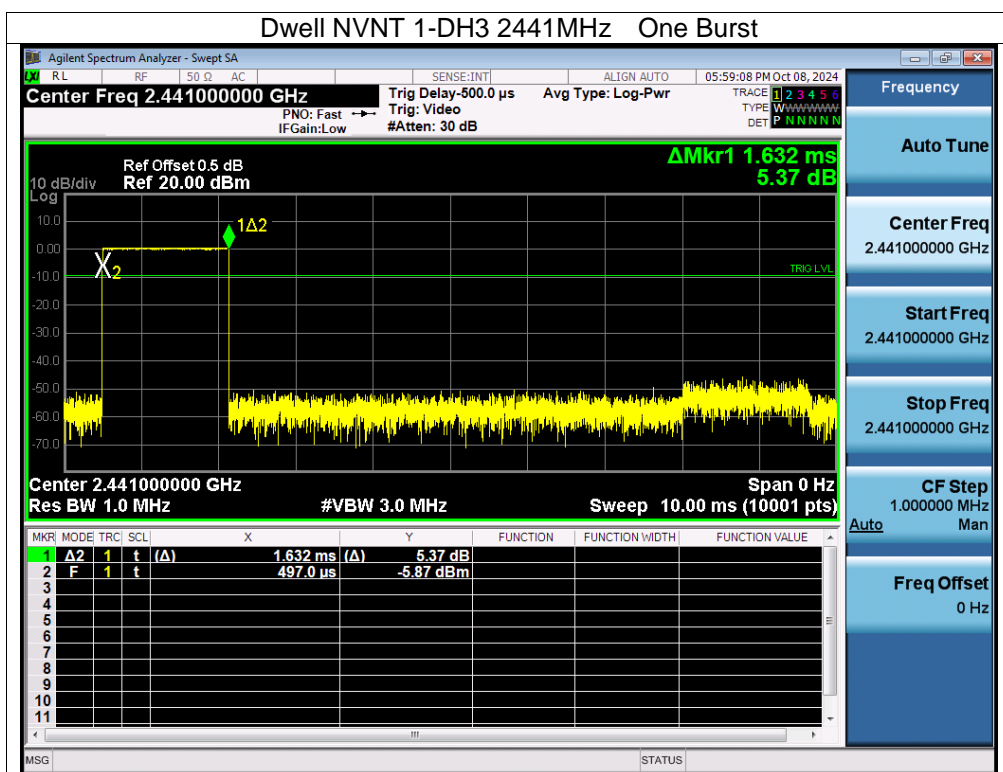 Dwell NVNT 1-DH3 2441MHz One Burst
Agilent Spectrum Analyzer - Swept SA
LXI RL RF 50 Ω AC SENSE:INT ALIGN AUTO 05:59:08 PM Oct 08, 2024
Center Freq 2.441000000 GHz
PNO: Fast
IFGain:Low
Trig Delay-500.0 µs
Trig: Video
#Atten: 30 dB
Avg Type: Log-Pwr
TRACE 1 2 3 4 5 6
TYPE WWWWWWW
DET P N N N N N
Frequency
Auto Tune
Center Freq
2.441000000 GHz
Start Freq
2.441000000 GHz
Stop Freq
2.441000000 GHz
CF Step
1.000000 MHz
Auto Man
Freq Offset
0 Hz
ΔMkr1 1.632 ms
5.37 dB
Ref Offset 0.5 dB
10 dB/div Ref 20.00 dBm
Log
10.0
0.00
-10.0
-20.0
-30.0
-40.0
-50.0
-60.0
-70.0
1Δ2
2
TRIG LVL
Center 2.441000000 GHz Span 0 Hz
Res BW 1.0 MHz #VBW 3.0 MHz Sweep 10.00 ms (10001 pts)
MKR MODE TRC SCL X Y FUNCTION FUNCTION WIDTH FUNCTION VALUE
1 Δ2 1 t (Δ) 1.632 ms (Δ) 5.37 dB
2 F 1 t 497.0 µs -5.87 dBm
3
4
5
6
7
8
9
10
11
MSG STATUS